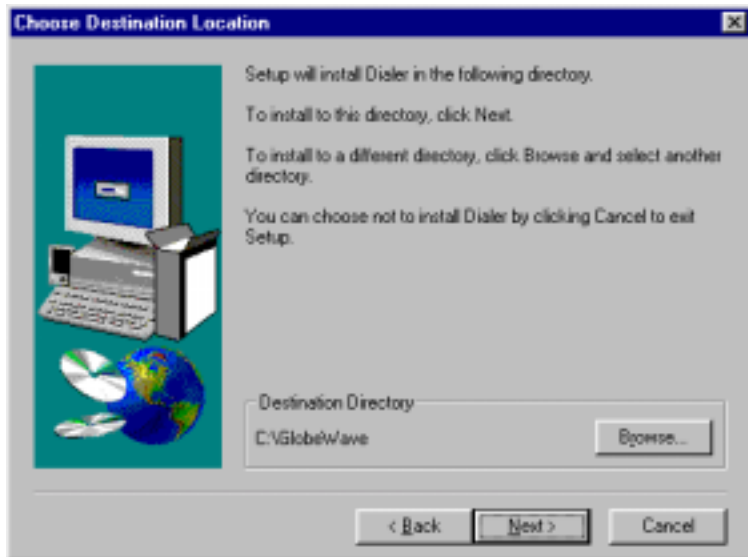 Choose Destination Location
Setup will install Dialer in the following directory.
To install to this directory, click Next.
To install to a different directory, click Browse and select another
directory.
You can choose not to install Dialer by clicking Cancel to exit
Setup.
Destination Directory
C:\GlobeWave
Browse...
< Back
Next >
Cancel